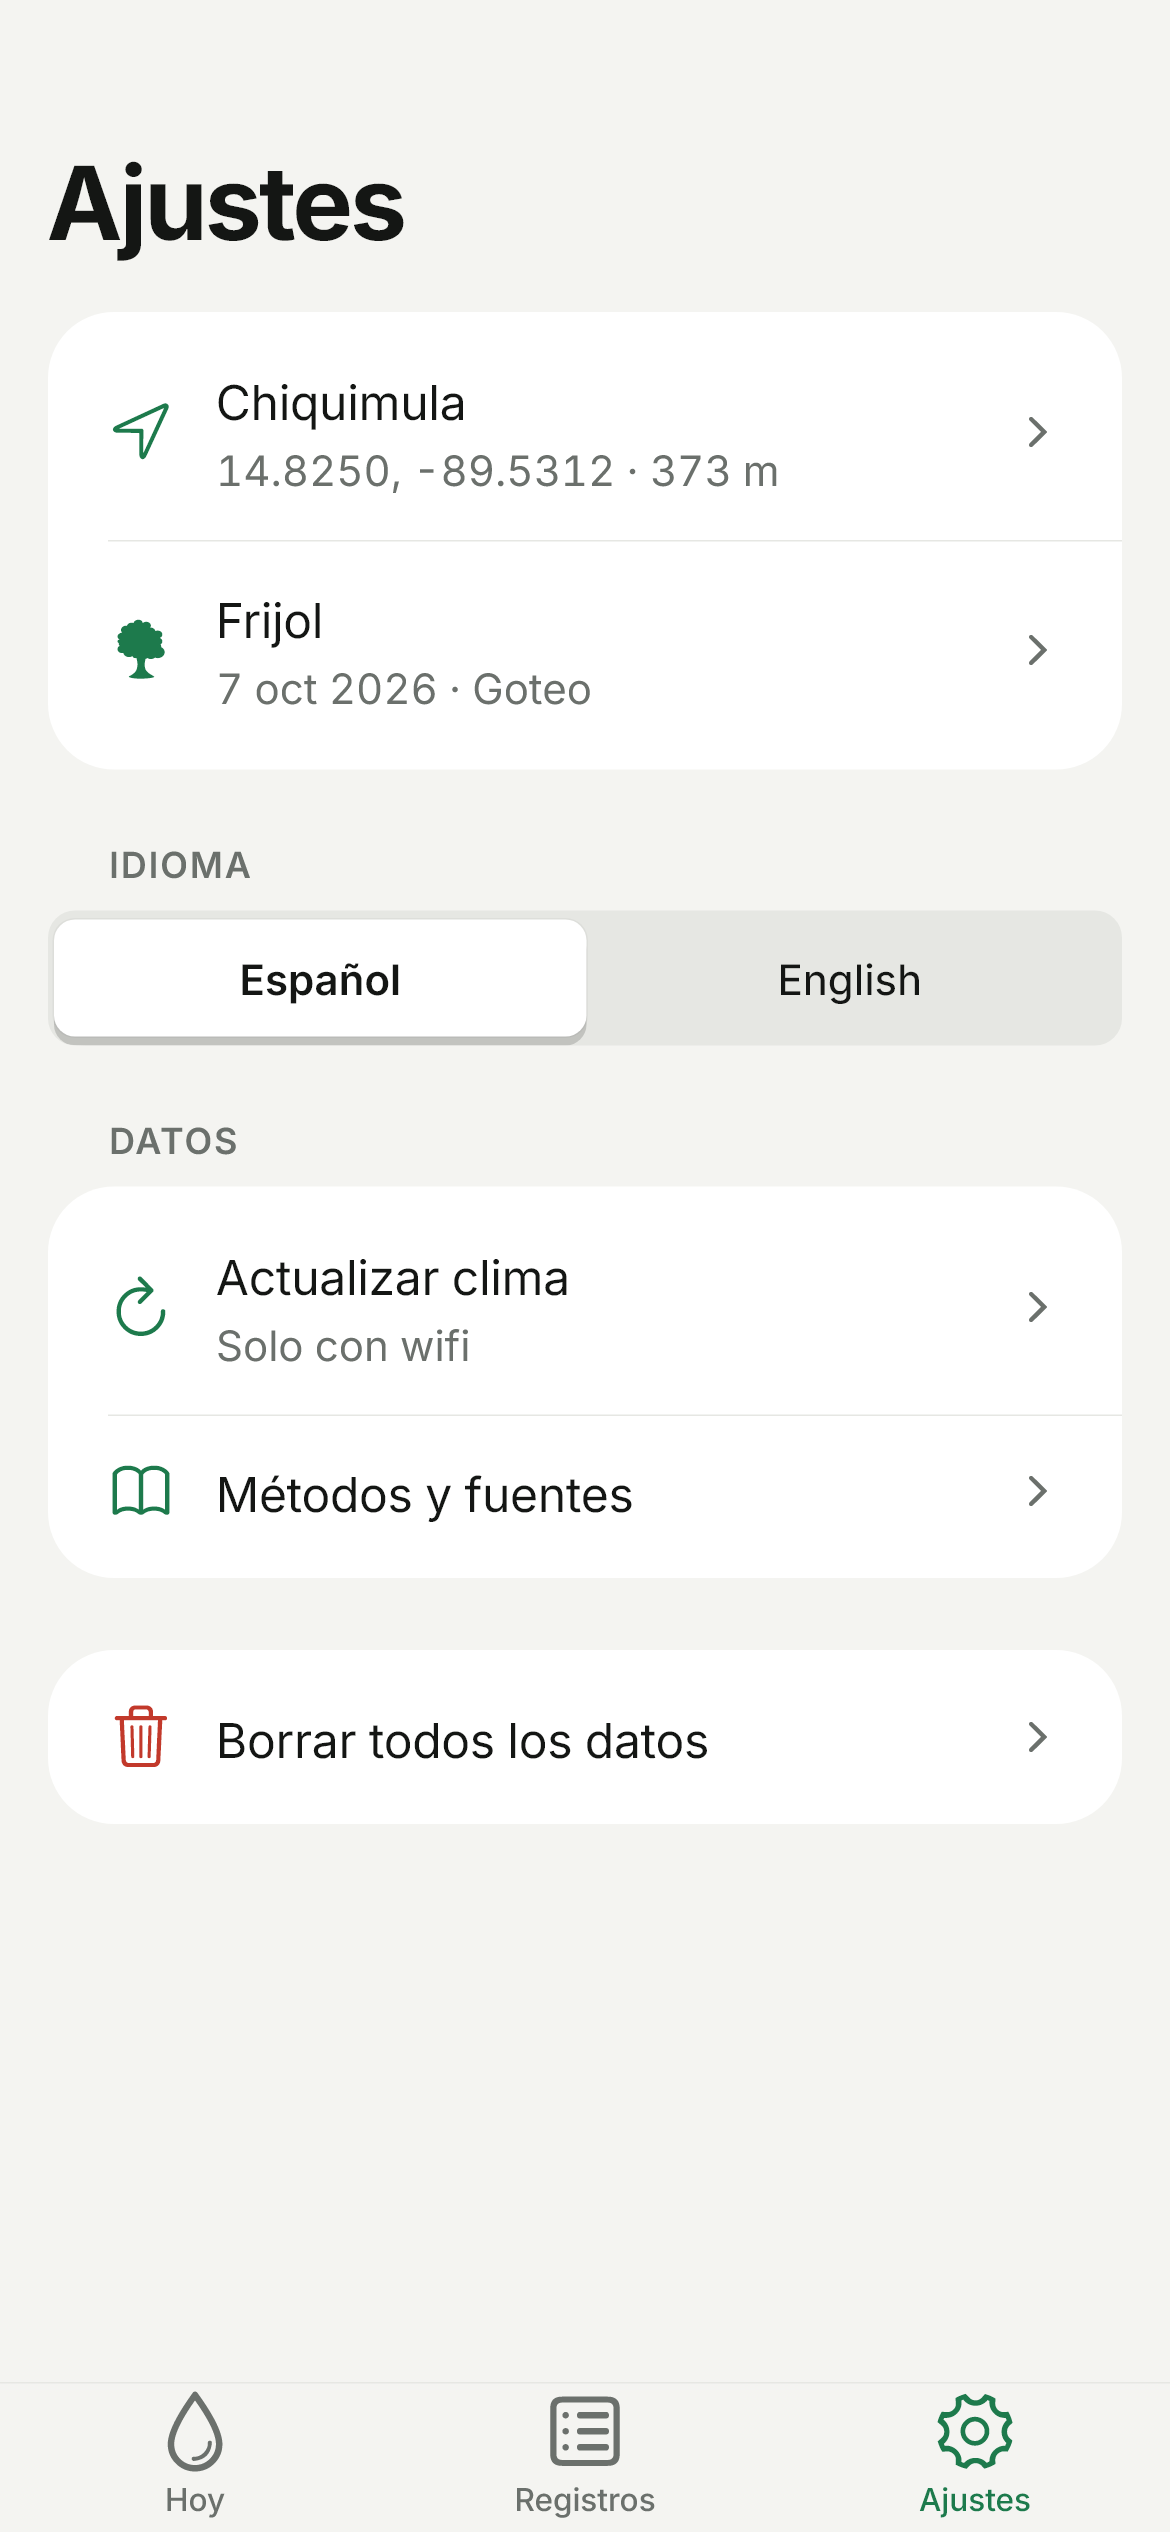 Ajustes
Chiquimula
14.8250, -89.5312 · 373 m
Frijol
7 oct 2026 · Goteo
IDIOMA
Español
English
DATOS
Actualizar clima
Solo con wifi
Métodos y fuentes
Borrar todos los datos
Hoy
Registros
Ajustes